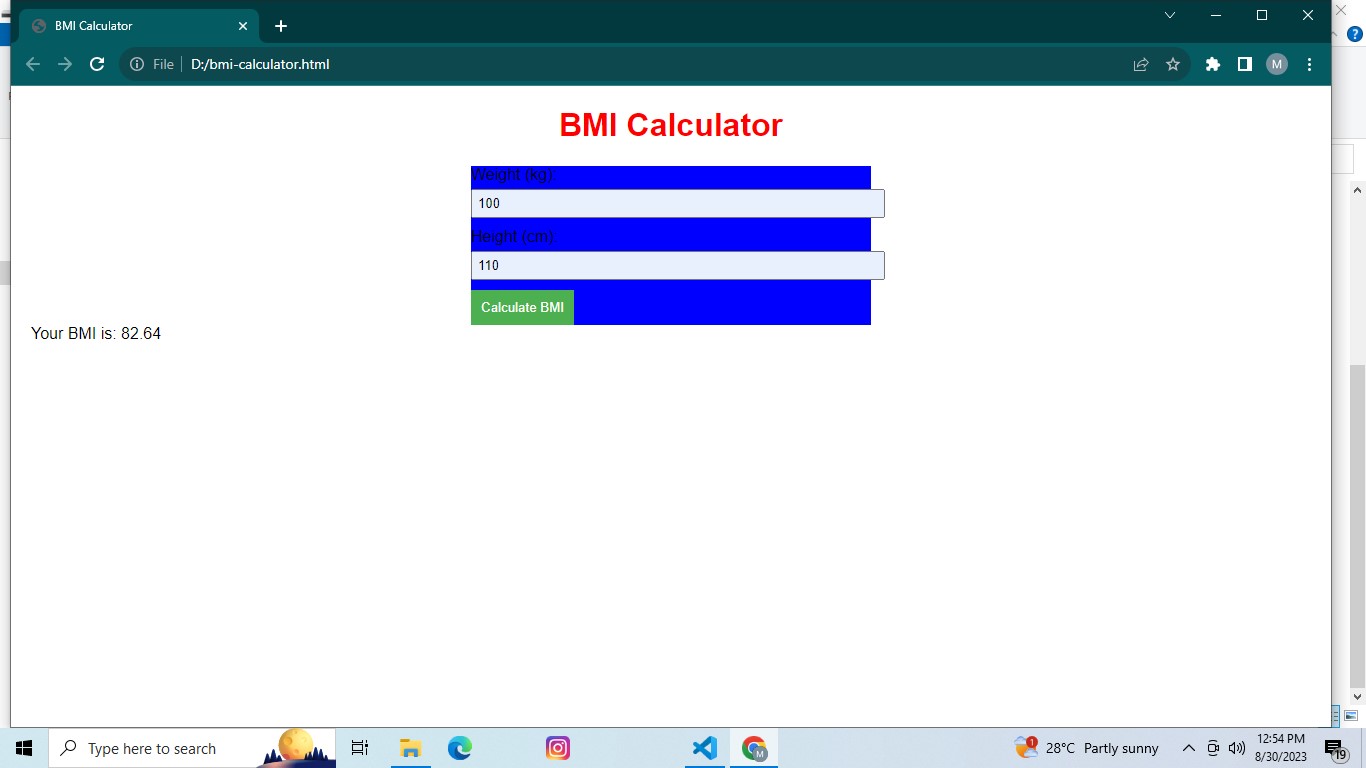 BMI Calculator
File
D:/bmi-calculator.html
M
BMI Calculator
Weight (kg):
100
Height (cm):
110
Calculate BMI
Your BMI is: 82.64
Type here to search
M
1
28°C Partly sunny
12:54 PM
8/30/2023
19